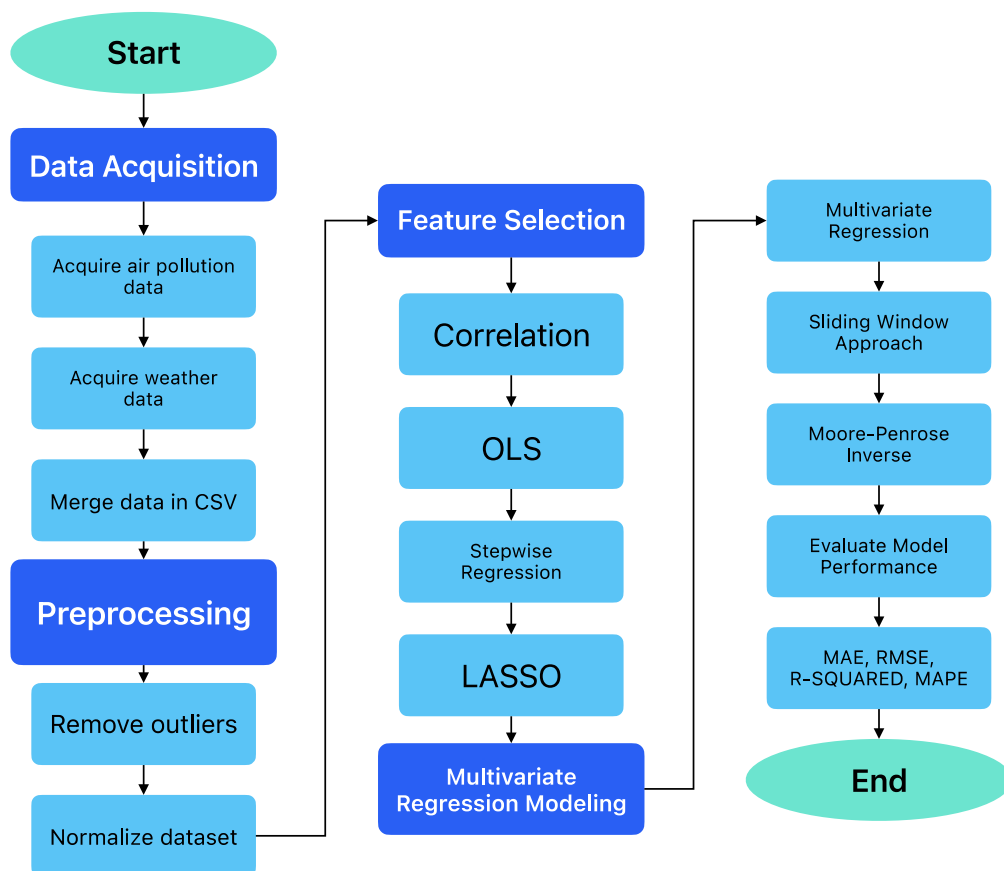 Start
Data Acquisition
Acquire air pollution
data
Acquire weather
data
Merge data in CSV
Preprocessing
Remove outliers
Normalize dataset
Feature Selection
Correlation
OLS
Stepwise
Regression
LASSO
Multivariate
Regression Modeling
Multivariate
Regression
Sliding Window
Approach
Moore-Penrose
Inverse
Evaluate Model
Performance
MAE, RMSE,
R-SQUARED, MAPE
End